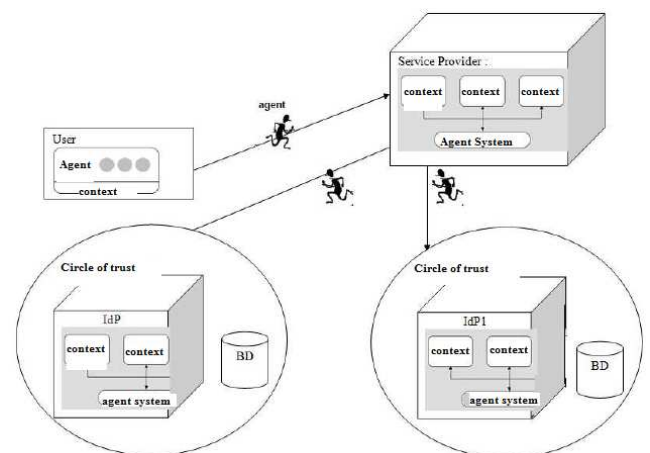 Service Provider :
context
context
context
Agent System
agent
User
Agent
context
Circle of trust
IdP
context
context
agent system
BD
Circle of trust
IdP1
context
context
agent system
BD